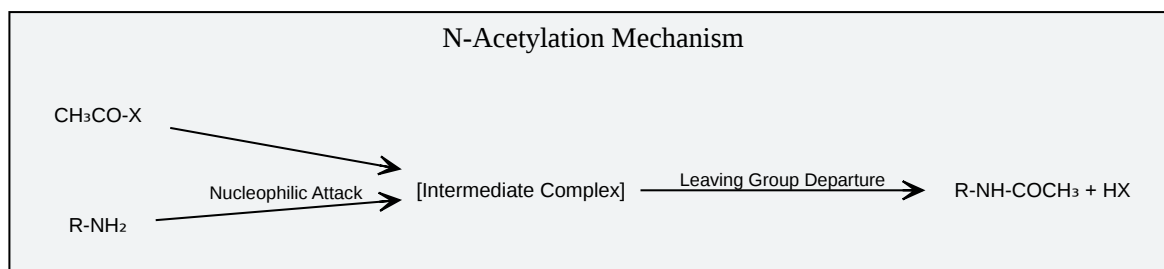 N-Acetylation Mechanism
CH₃CO-X
Nucleophilic Attack
[Intermediate Complex]
Leaving Group Departure
R-NH-COCH₃ + HX
R-NH₂